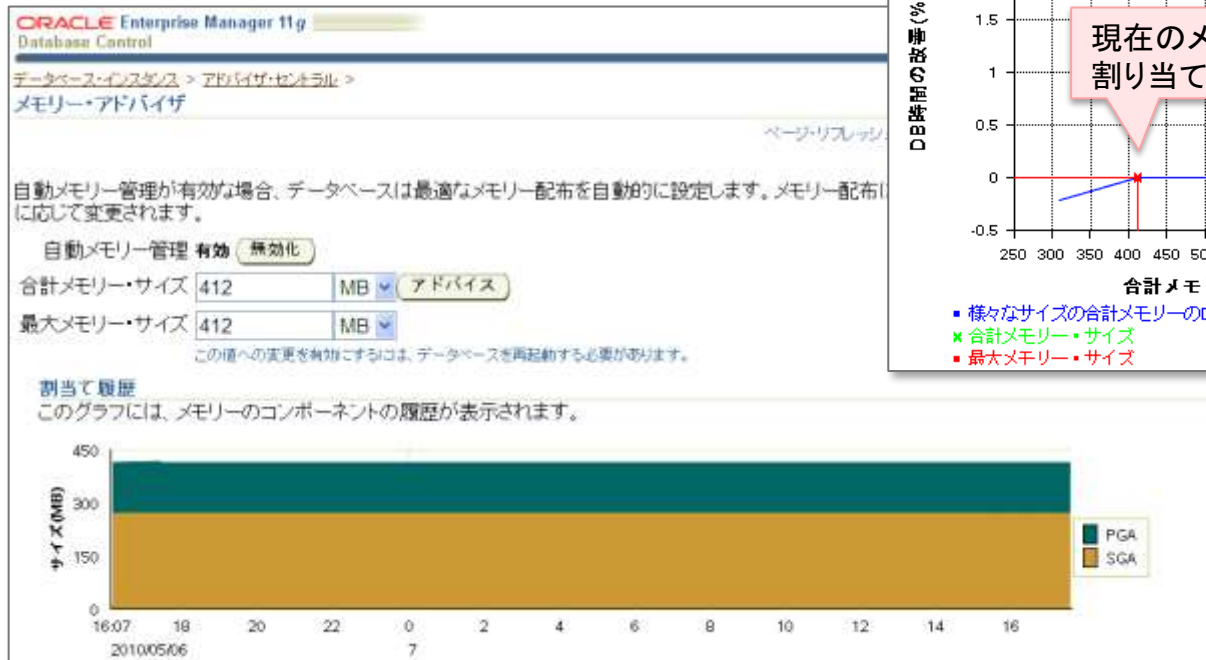 ORACLE Enterprise Manager 11g
Database Control
データベース・インスタンス > アドバイザ・セントラル >
メモリー・アドバイザ
ページ・リフレッシュ
自動メモリー管理が有効な場合、データベースは最適なメモリー配布を自動的に設定します。メモリー配布に
に応じて変更されます。
自動メモリー管理 有効 無効化
合計メモリー・サイズ 412 MB アドバイス
最大メモリー・サイズ 412 MB
この値への変更を有効にするには、データベースを再起動する必要があります。
割当て履歴
このグラフには、メモリーのコンポーネントの履歴が表示されます。
サイズ(MB)
450
300
150
0
16:07 18 20 22 0 2 4 6 8 10 12 14 16
2010/05/06 7
PGA
SGA
DB時間の改善(%
1.5
1
0.5
0
-0.5
現在のメ
割り当て
250 300 350 400 450 50
合計メモ
様々なサイズの合計メモリーのD
合計メモリー・サイズ
最大メモリー・サイズ